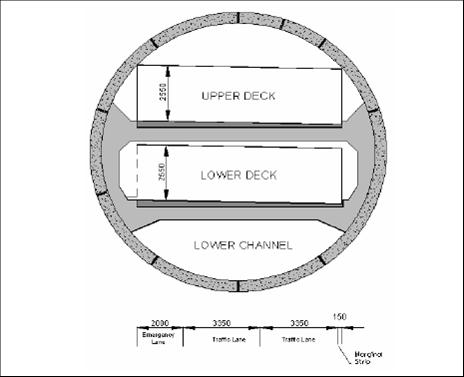 2550
UPPER DECK
2550
LOWER DECK
LOWER CHANNEL
2000 3350 3350 150
Emergency Lane
Traffic Lane
Traffic Lane
Marginal Strip